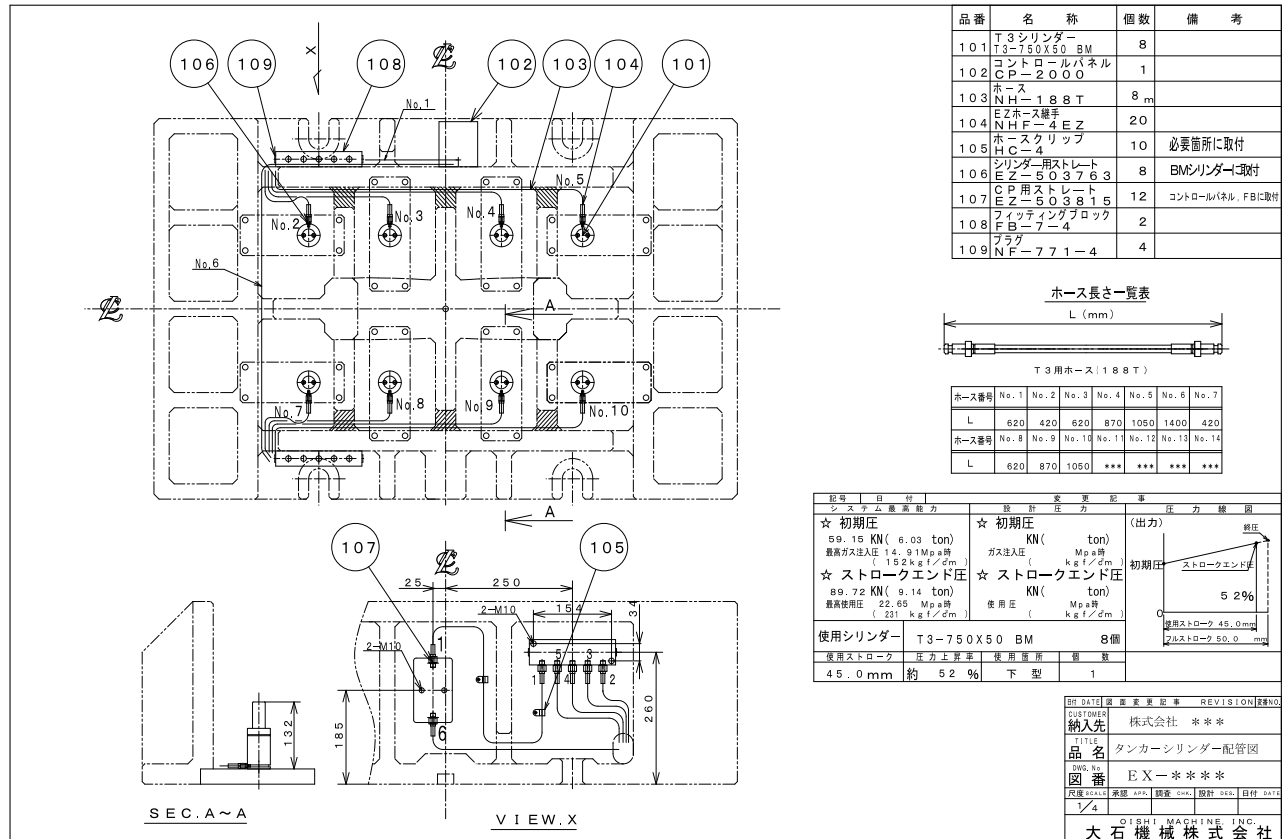 品番 名称 個数 備考
101 T3シリンダー T3-750X50 BM 8
102 コントロールパネル CP-2000 1
103 ホース NH-188T 8m
104 EZホース継手 NHF-4EZ 20
105 ホースクリップ HC-4 10 必要箇所に取付
106 シリンダー用ストレート EZ-503763 8 BMシリンダーに取付
107 CP用ストレート EZ-503815 12 コントロールパネル、FBに取付
108 フィッティングブロック FB-7-4 2
109 プラグ NF-771-4 4
X
106 109 108 102 103 104 101
No.1
No.5
No.2 No.3 No.4
No.6
A
No.7 No.8 No.9 No.10
A
ホース長さ一覧表
L (mm)
T3用ホース(188T)
ホース番号 No.1 No.2 No.3 No.4 No.5 No.6 No.7
L 620 420 620 870 1050 1400 420
ホース番号 No.8 No.9 No.10 No.11 No.12 No.13 No.14
L 620 870 1050 *** *** *** ***
記号 日付 変更記事
システム最高能力 設計圧力 圧力線図
☆ 初期圧 ☆ 初期圧 (出力) 終圧
59.15 KN( 6.03 ton) KN( ton)
最高ガス注入圧 14.91Mpa時 ガス注入圧 Mpa時
( 152kgf/c㎡) ( kgf/c㎡)
初期圧 ストロークエンド圧
☆ ストロークエンド圧 ☆ ストロークエンド圧
89.72 KN( 9.14 ton) KN( ton) 52%
最高使用圧 22.65 Mpa時 使用圧 Mpa時
( 231 kgf/c㎡) ( kgf/c㎡)
0
使用ストローク 45.0mm
フルストローク 50.0 mm
使用シリンダー T3-750X50 BM 8個
使用ストローク 圧力上昇率 使用箇所 個数
45.0mm 約 52 % 下型 1
107 105
25 250
2-M10 154 34
2-M10
1
5 3
1 4 2
6
185
260
132
SEC.A~A
VIEW.X
日付 DATE 図面変更記事 REVISION 変番NO.
CUSTOMER 納入先 株式会社 ***
TITLE 品名 タンカーシリンダー配管図
DWG.No 図番 EX-****
尺度 SCALE 承認 APP. 調査 CHK. 設計 DES. 日付 DATE
1/4
OISHI MACHINE, INC.
大石機械株式会社